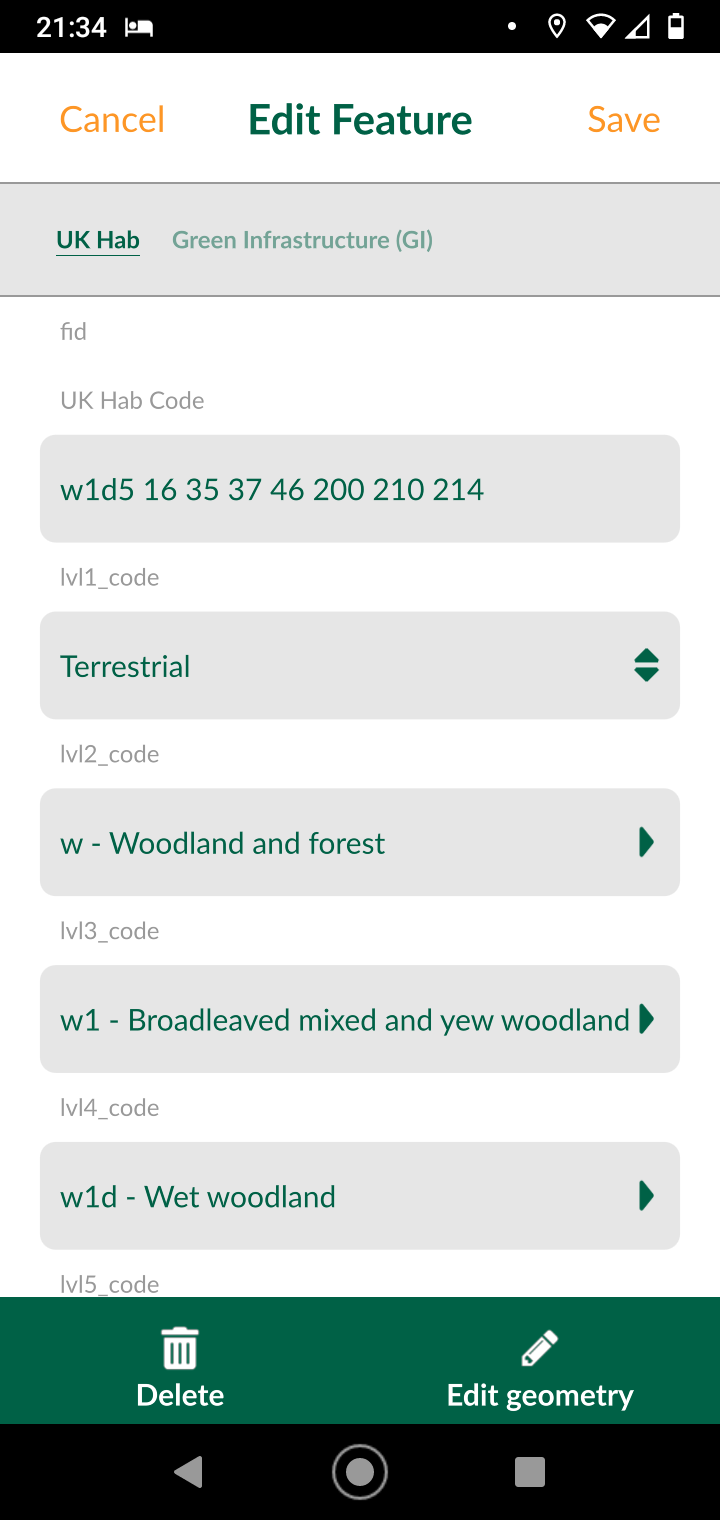 21:34
Cancel Edit Feature Save
UK Hab Green Infrastructure (GI)
fid
UK Hab Code
w1d5 16 35 37 46 200 210 214
lvl1_code
Terrestrial
lvl2_code
w - Woodland and forest
lvl3_code
w1 - Broadleaved mixed and yew woodland
lvl4_code
w1d - Wet woodland
lvl5_code
Delete Edit geometry